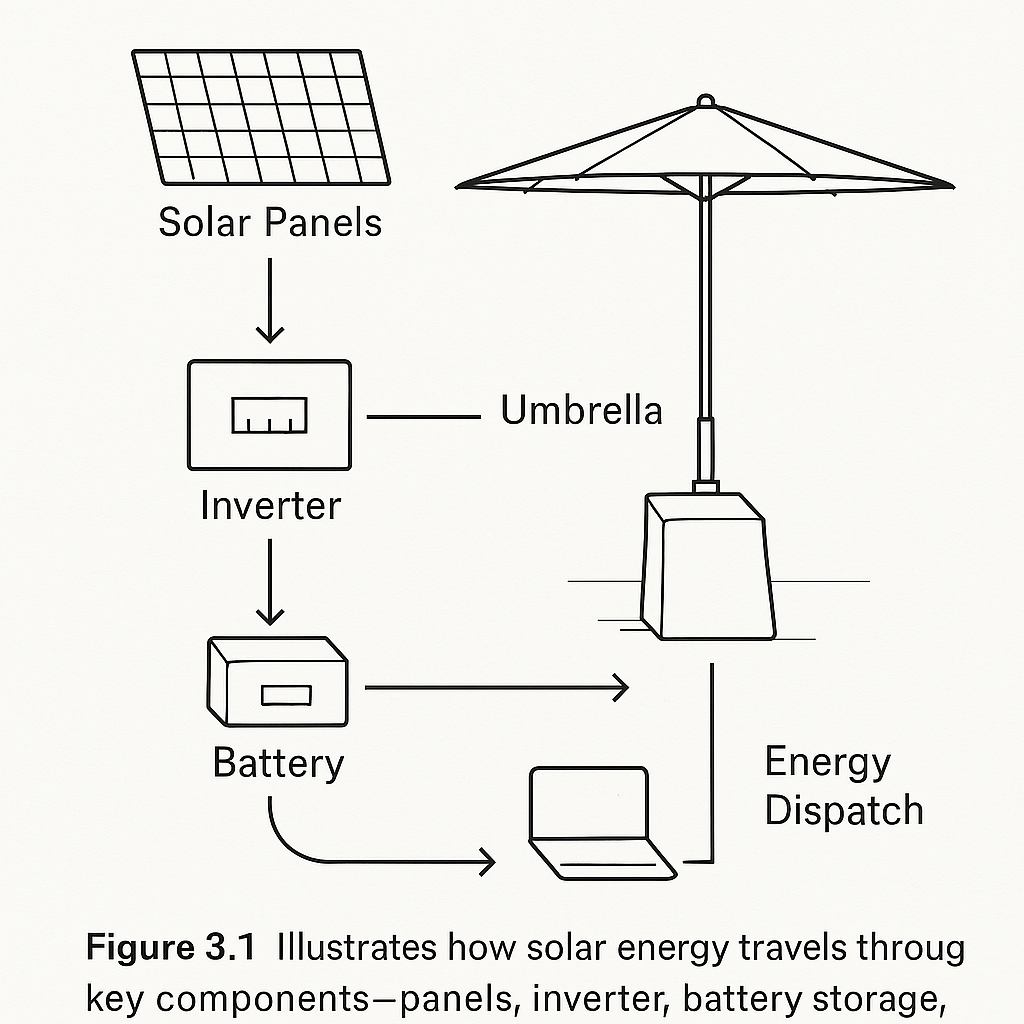 Solar Panels
Umbrella
Inverter
Battery
Energy
Dispatch
Figure 3.1 Illustrates how solar energy travels throug
key components—panels, inverter, battery storage,